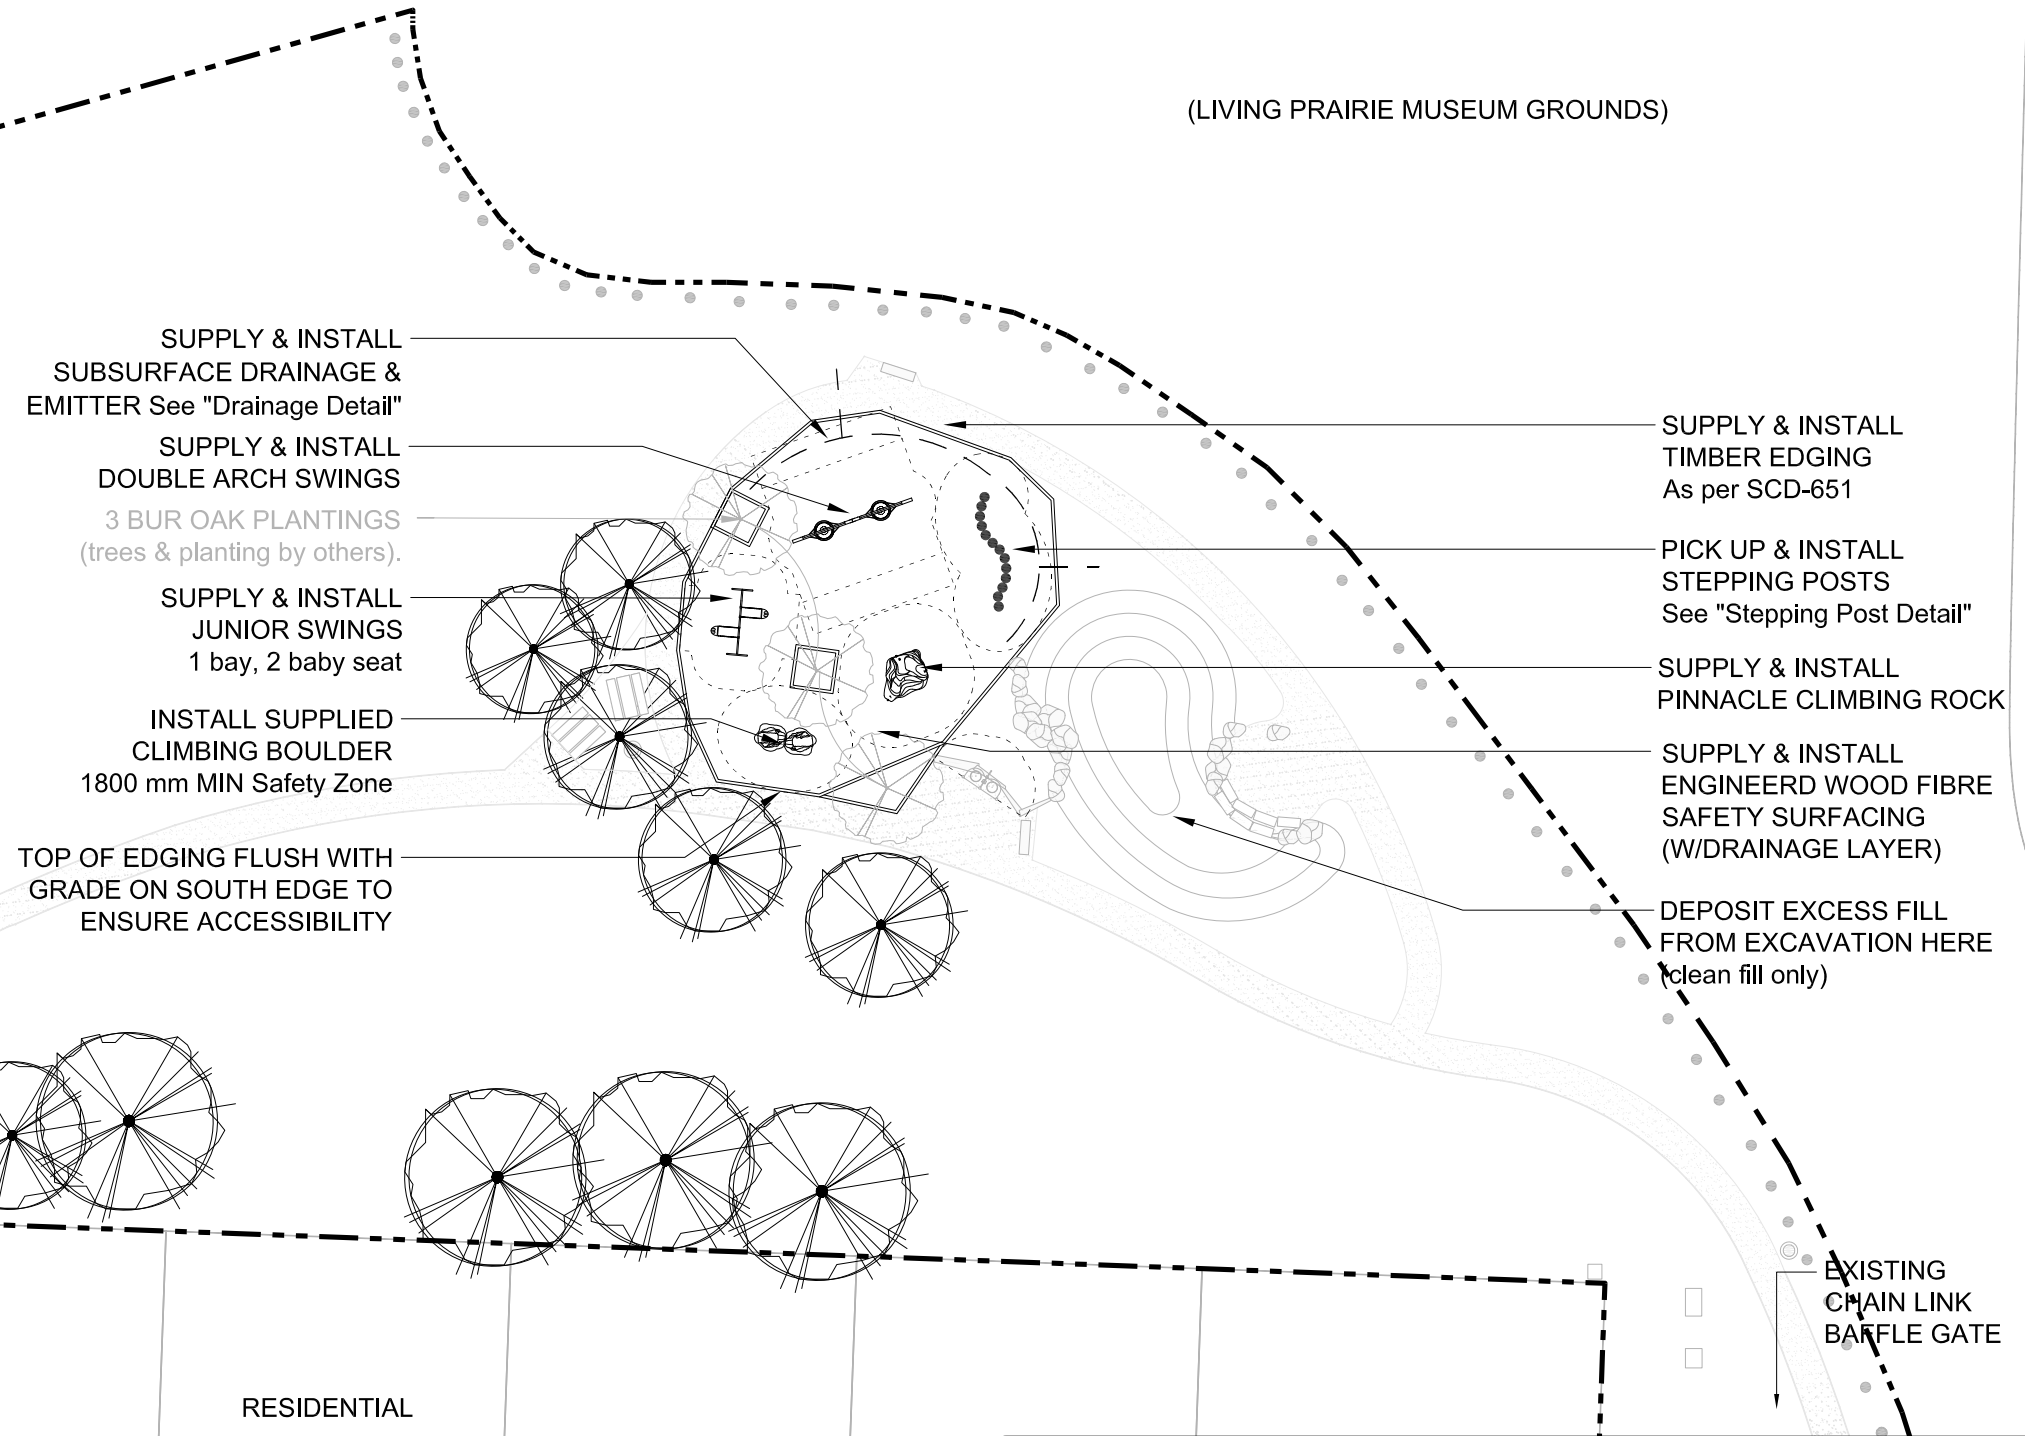 (LIVING PRAIRIE MUSEUM GROUNDS)
SUPPLY & INSTALL
SUBSURFACE DRAINAGE &
EMITTER See "Drainage Detail"
SUPPLY & INSTALL
DOUBLE ARCH SWINGS
3 BUR OAK PLANTINGS
(trees & planting by others).
SUPPLY & INSTALL
JUNIOR SWINGS
1 bay, 2 baby seat
INSTALL SUPPLIED
CLIMBING BOULDER
1800 mm MIN Safety Zone
TOP OF EDGING FLUSH WITH
GRADE ON SOUTH EDGE TO
ENSURE ACCESSIBILITY
SUPPLY & INSTALL
TIMBER EDGING
As per SCD-651
PICK UP & INSTALL
STEPPING POSTS
See "Stepping Post Detail"
SUPPLY & INSTALL
PINNACLE CLIMBING ROCK
SUPPLY & INSTALL
ENGINEERD WOOD FIBRE
SAFETY SURFACING
(W/DRAINAGE LAYER)
DEPOSIT EXCESS FILL
FROM EXCAVATION HERE
(clean fill only)
EXISTING
CHAIN LINK
BAFFLE GATE
RESIDENTIAL